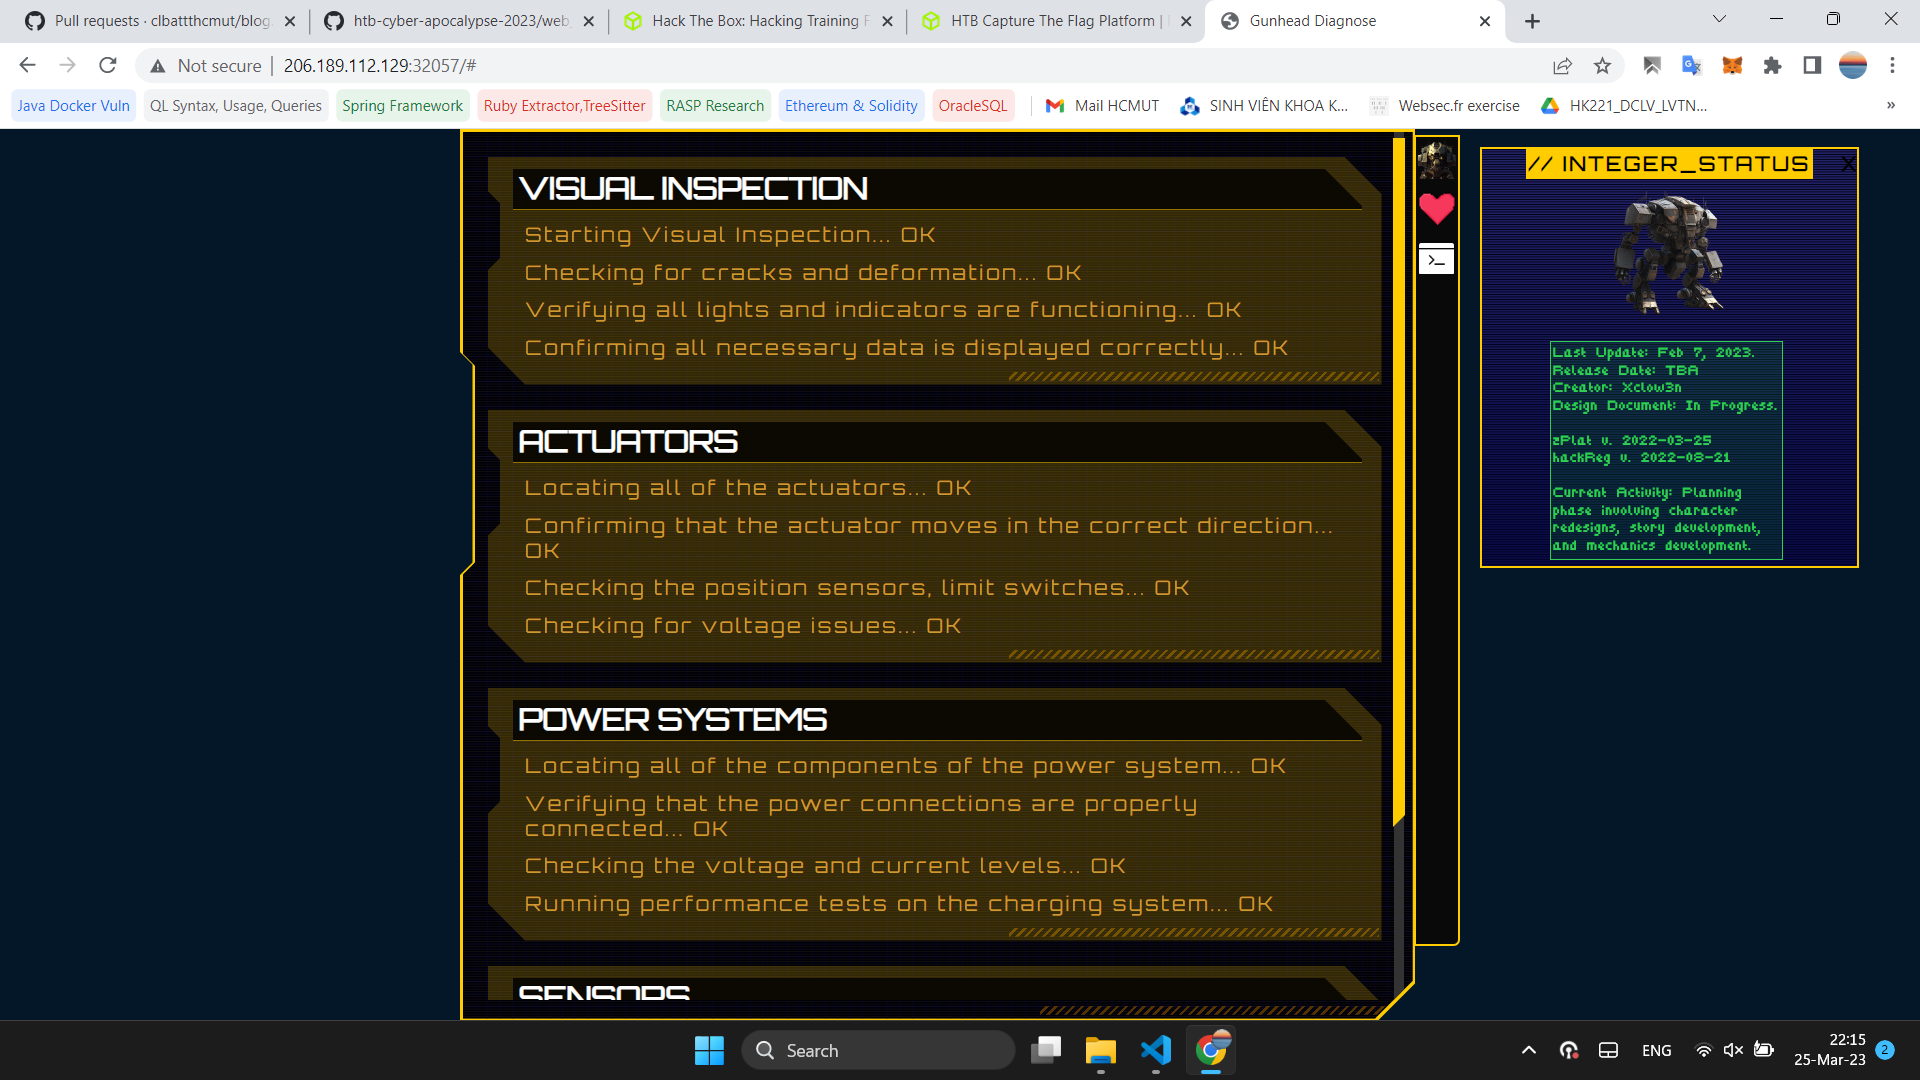 Pull requests · clbattthcmut/blog
htb-cyber-apocalypse-2023/web
Hack The Box: Hacking Training F
HTB Capture The Flag Platform |
Gunhead Diagnose
Not secure
206.189.112.129:32057/#
Java Docker Vuln
QL Syntax, Usage, Queries
Spring Framework
Ruby Extractor,TreeSitter
RASP Research
Ethereum & Solidity
OracleSQL
Mail HCMUT
SINH VIÊN KHOA K...
Websec.fr exercise
HK221_DCLV_LVTN...
»
VISUAL INSPECTION
Starting Visual Inspection... OK
Checking for cracks and deformation... OK
Verifying all lights and indicators are functioning... OK
Confirming all necessary data is displayed correctly... OK
ACTUATORS
Locating all of the actuators... OK
Confirming that the actuator moves in the correct direction...
OK
Checking the position sensors, limit switches... OK
Checking for voltage issues... OK
POWER SYSTEMS
Locating all of the components of the power system... OK
Verifying that the power connections are properly
connected... OK
Checking the voltage and current levels... OK
Running performance tests on the charging system... OK
SENSORS
// INTEGER_STATUS
X
Last Update: Feb 7, 2023.
Release Date: TBA
Creator: Xclow3n
Design Document: In Progress.
zPlat v. 2022-03-25
hackReg v. 2022-08-21
Current Activity: Planning
phase involving character
redesigns, story development,
and mechanics development.
Search
ENG
22:15
25-Mar-23
2